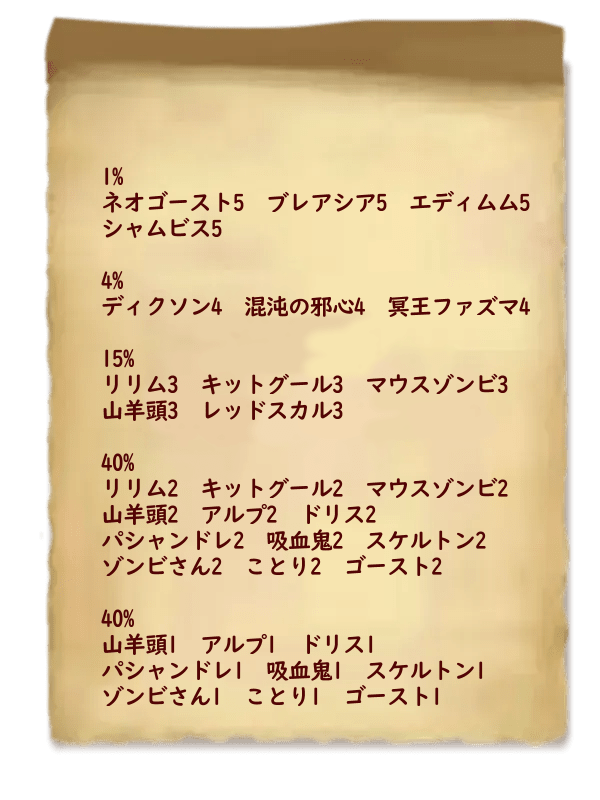 1%
ネオゴースト5　ブレアシア5　エディムム5
シャムビス5
4%
ディクソン4　混沌の邪心4　冥王ファズマ4
15%
リリム3　キットグール3　マウスゾンビ3
山羊頭3　レッドスカル3
40%
リリム2　キットグール2　マウスゾンビ2
山羊頭2　アルプ2　ドリス2
パシャンドレ2　吸血鬼2　スケルトン2
ゾンビさん2　ことり2　ゴースト2
40%
山羊頭1　アルプ1　ドリス1
パシャンドレ1　吸血鬼1　スケルトン1
ゾンビさん1　ことり1　ゴースト1